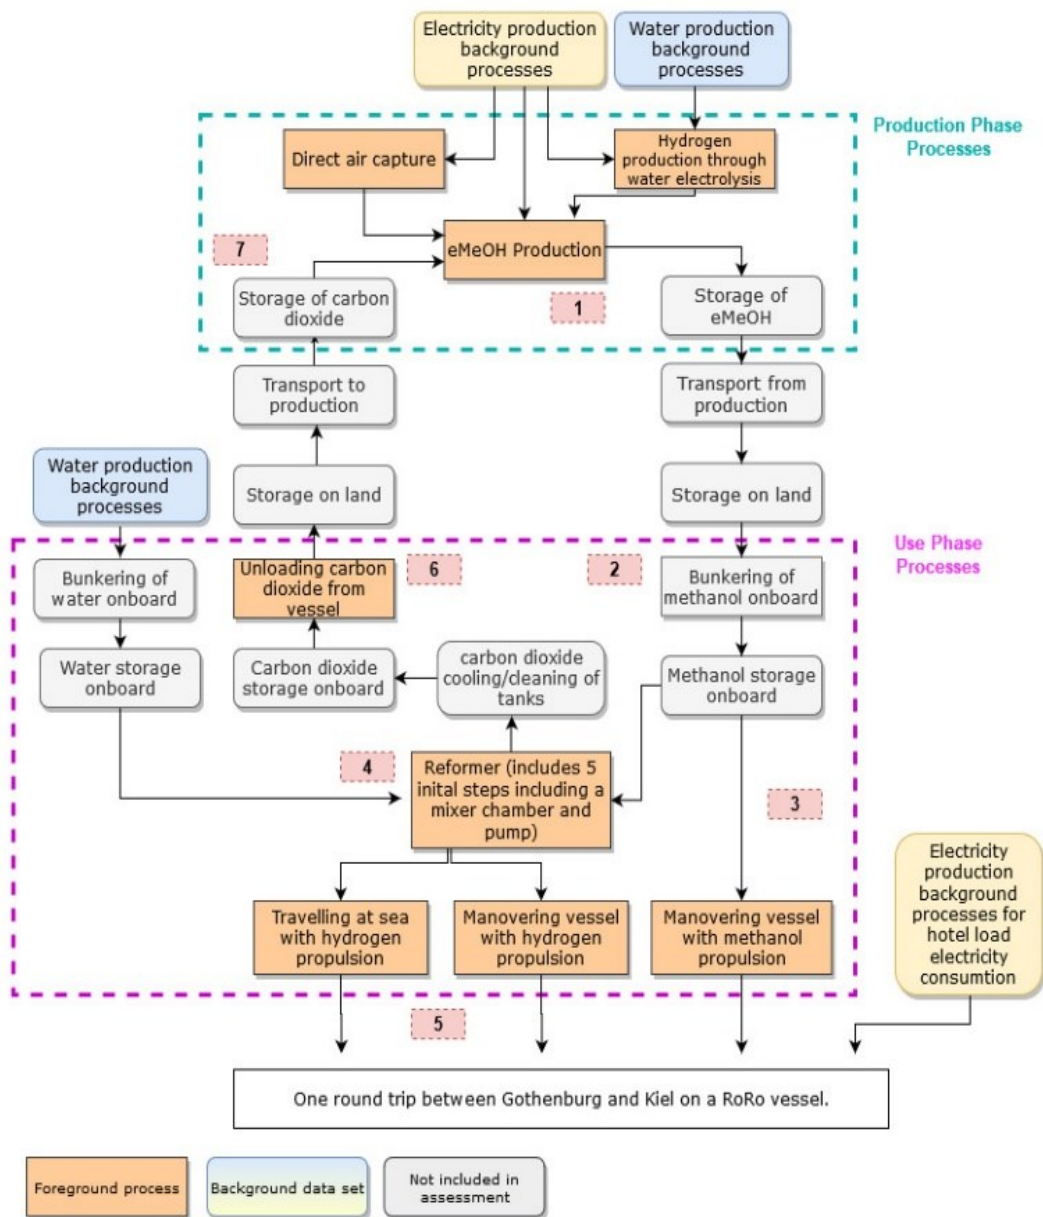 Electricity production
background
processes
Water production
background
processes
Production Phase
Processes
Direct air capture
Hydrogen
production through
water electrolysis
7
eMeOH Production
Storage of carbon
dioxide
1
Storage of
eMeOH
Transport to
production
Transport from
production
Water production
background
processes
Storage on land
Storage on land
Use Phase
Processes
Bunkering of
water onboard
Unloading carbon
dioxide from
vessel
6
2
Bunkering of
methanol onboard
Water storage
onboard
Carbon dioxide
storage onboard
carbon dioxide
cooling/cleaning of
tanks
Methanol storage
onboard
4
Reformer (includes 5
inital steps including a
mixer chamber and
pump)
3
Electricity
production
background
processes for
hotel load
electricity
consumtion
Travelling at sea
with hydrogen
propulsion
Manovering vessel
with hydrogen
propulsion
Manovering vessel
with methanol
propulsion
5
One round trip between Gothenburg and Kiel on a RoRo vessel.
Foreground process
Background data set
Not included in
assessment